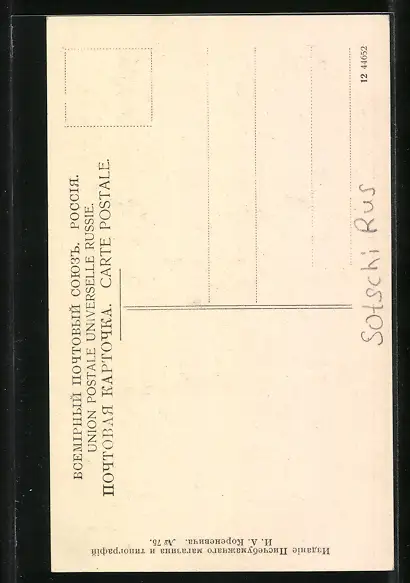 ВСЕМІРНЫЙ ПОЧТОВЫЙ СОЮЗЪ. РОССІЯ.
UNION POSTALE UNIVERSELLE RUSSIE.
ПОЧТОВАЯ КАРТОЧКА. CARTE POSTALE.
12 44652
Sotschi Rus
Изданіе Писчебумажнаго магазина и типографій
И. А. Кореневича. № 75.